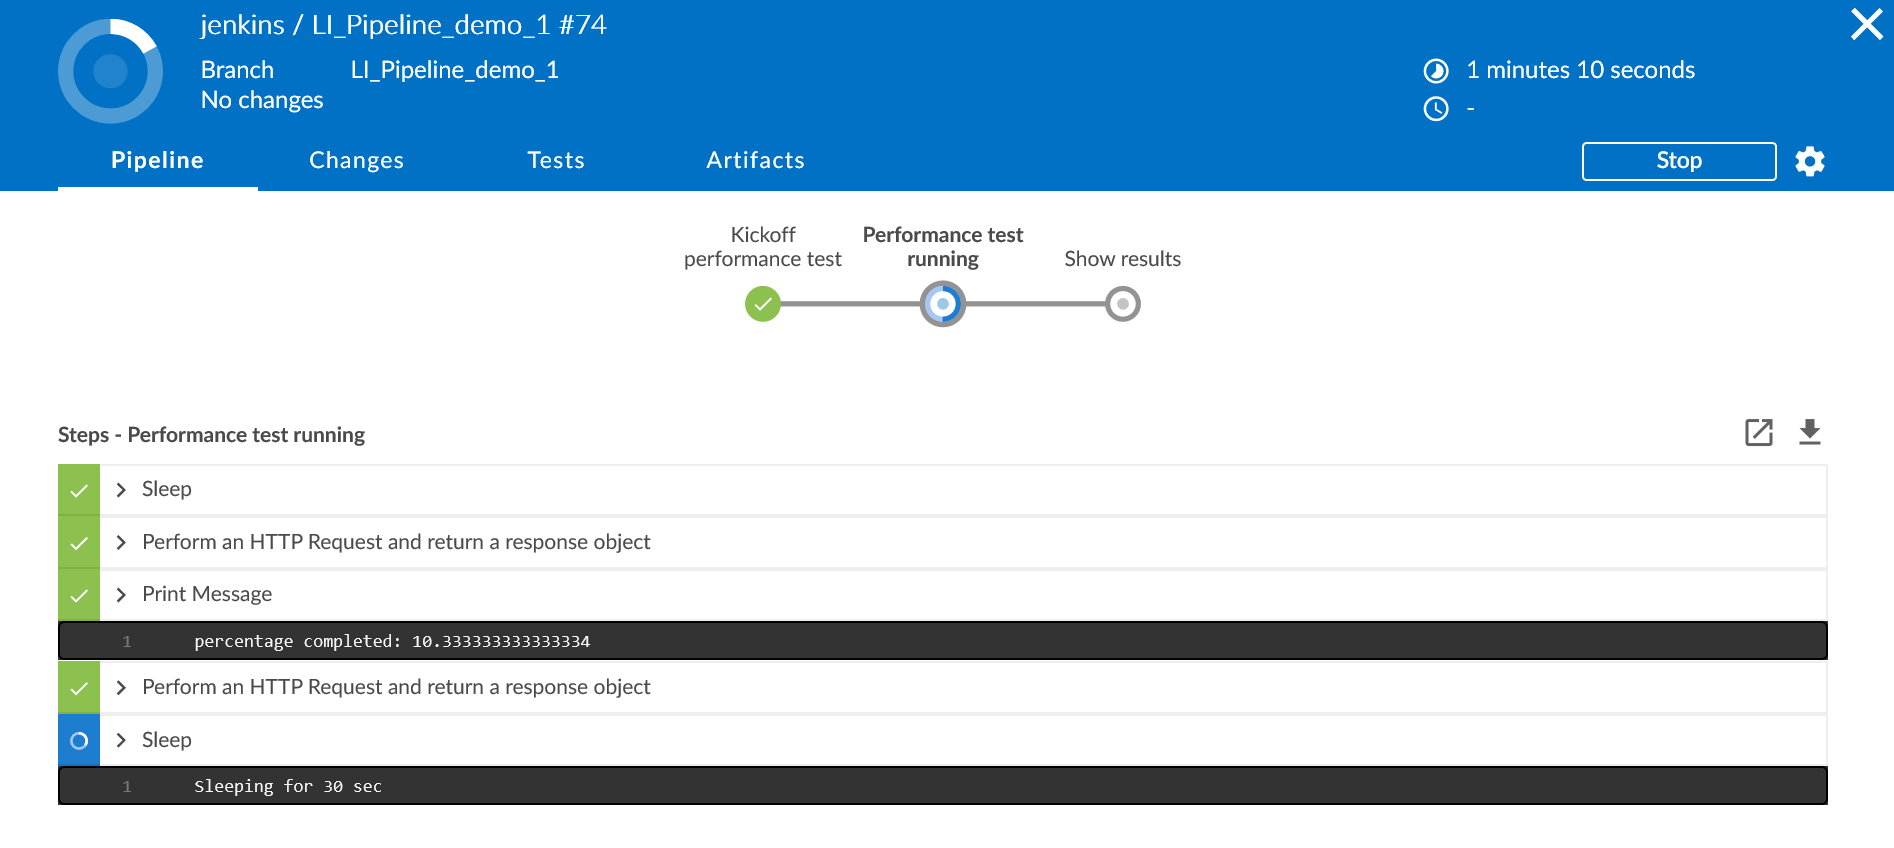 jenkins / LI_Pipeline_demo_1 #74
Branch LI_Pipeline_demo_1
No changes
1 minutes 10 seconds
-
Pipeline Changes Tests Artifacts
Stop
Kickoff
performance test
Performance test
running
Show results
Steps - Performance test running
Sleep
Perform an HTTP Request and return a response object
Print Message
1 percentage completed: 10.333333333333334
Perform an HTTP Request and return a response object
Sleep
1 Sleeping for 30 sec